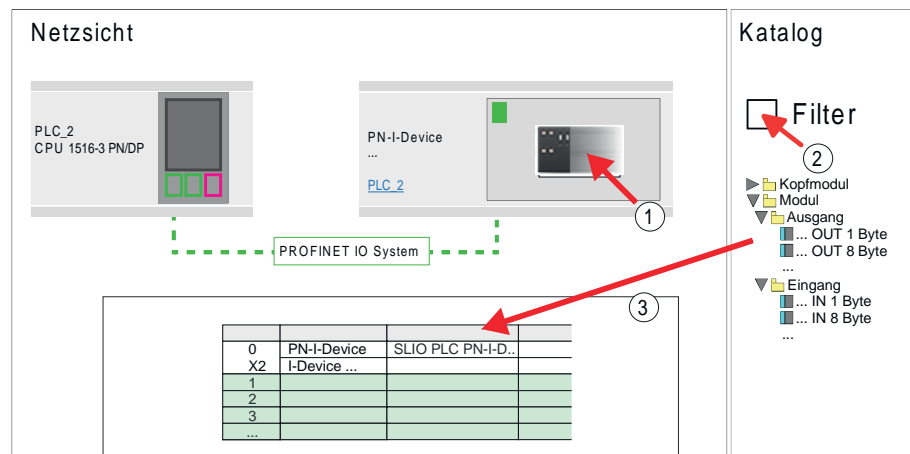 Netzsicht
PLC_2
CPU 1516-3 PN/DP
PN-I-Device
...
PLC_2
1
PROFINET IO System
3
0 PN-I-Device SLIO PLC PN-I-D..
X2 I-Device ...
1
2
3
...
Katalog
Filter
2
Kopfmodul
Modul
Ausgang
... OUT 1 Byte
... OUT 8 Byte
...
Eingang
... IN 1 Byte
... IN 8 Byte
...